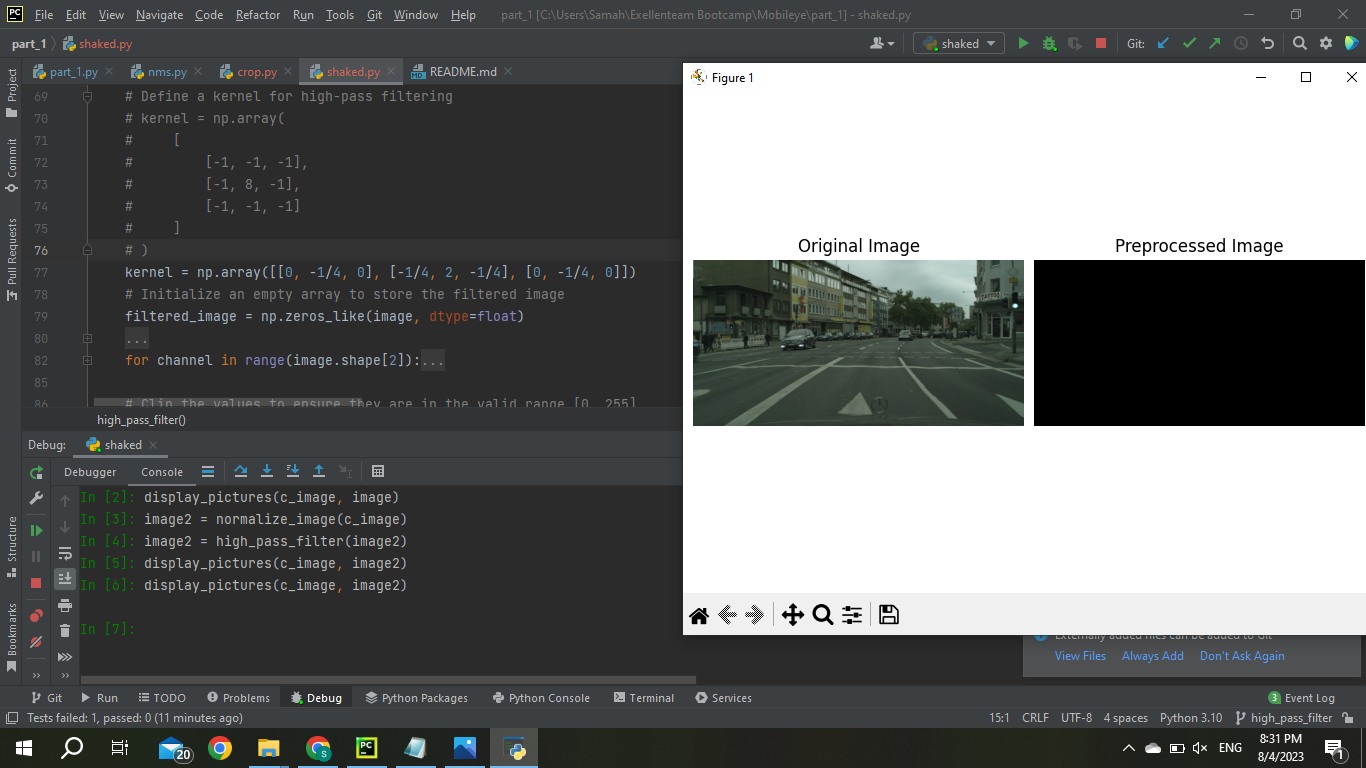 PC File Edit View Navigate Code Refactor Run Tools Git Window Help part_1 [C:\Users\Samah\Exellenteam Bootcamp\Mobileye\part_1] - shaked.py
part_1 shaked.py shaked Git:
part_1.py nms.py crop.py shaked.py README.md
Project
Commit
Pull Requests
Structure
Bookmarks
69 # Define a kernel for high-pass filtering
70 # kernel = np.array(
71 # [
72 # [-1, -1, -1],
73 # [-1, 8, -1],
74 # [-1, -1, -1]
75 # ]
76 # )
77 kernel = np.array([[0, -1/4, 0], [-1/4, 2, -1/4], [0, -1/4, 0]])
78 # Initialize an empty array to store the filtered image
79 filtered_image = np.zeros_like(image, dtype=float)
80 ...
82 for channel in range(image.shape[2]):...
85
86 # Clip the values to ensure they are in the valid range [0, 255]
high_pass_filter()
Figure 1
Original Image
Preprocessed Image
Debug: shaked
Debugger Console
In [2]: display_pictures(c_image, image)
In [3]: image2 = normalize_image(c_image)
In [4]: image2 = high_pass_filter(image2)
In [5]: display_pictures(c_image, image2)
In [6]: display_pictures(c_image, image2)
In [7]:
Externally added files can be added to Git
View Files Always Add Don't Ask Again
Git Run TODO Problems Debug Python Packages Python Console Terminal Services 3 Event Log
Tests failed: 1, passed: 0 (11 minutes ago) 15:1 CRLF UTF-8 4 spaces Python 3.10 high_pass_filter
20 S PC ENG 8:31 PM
8/4/2023 1